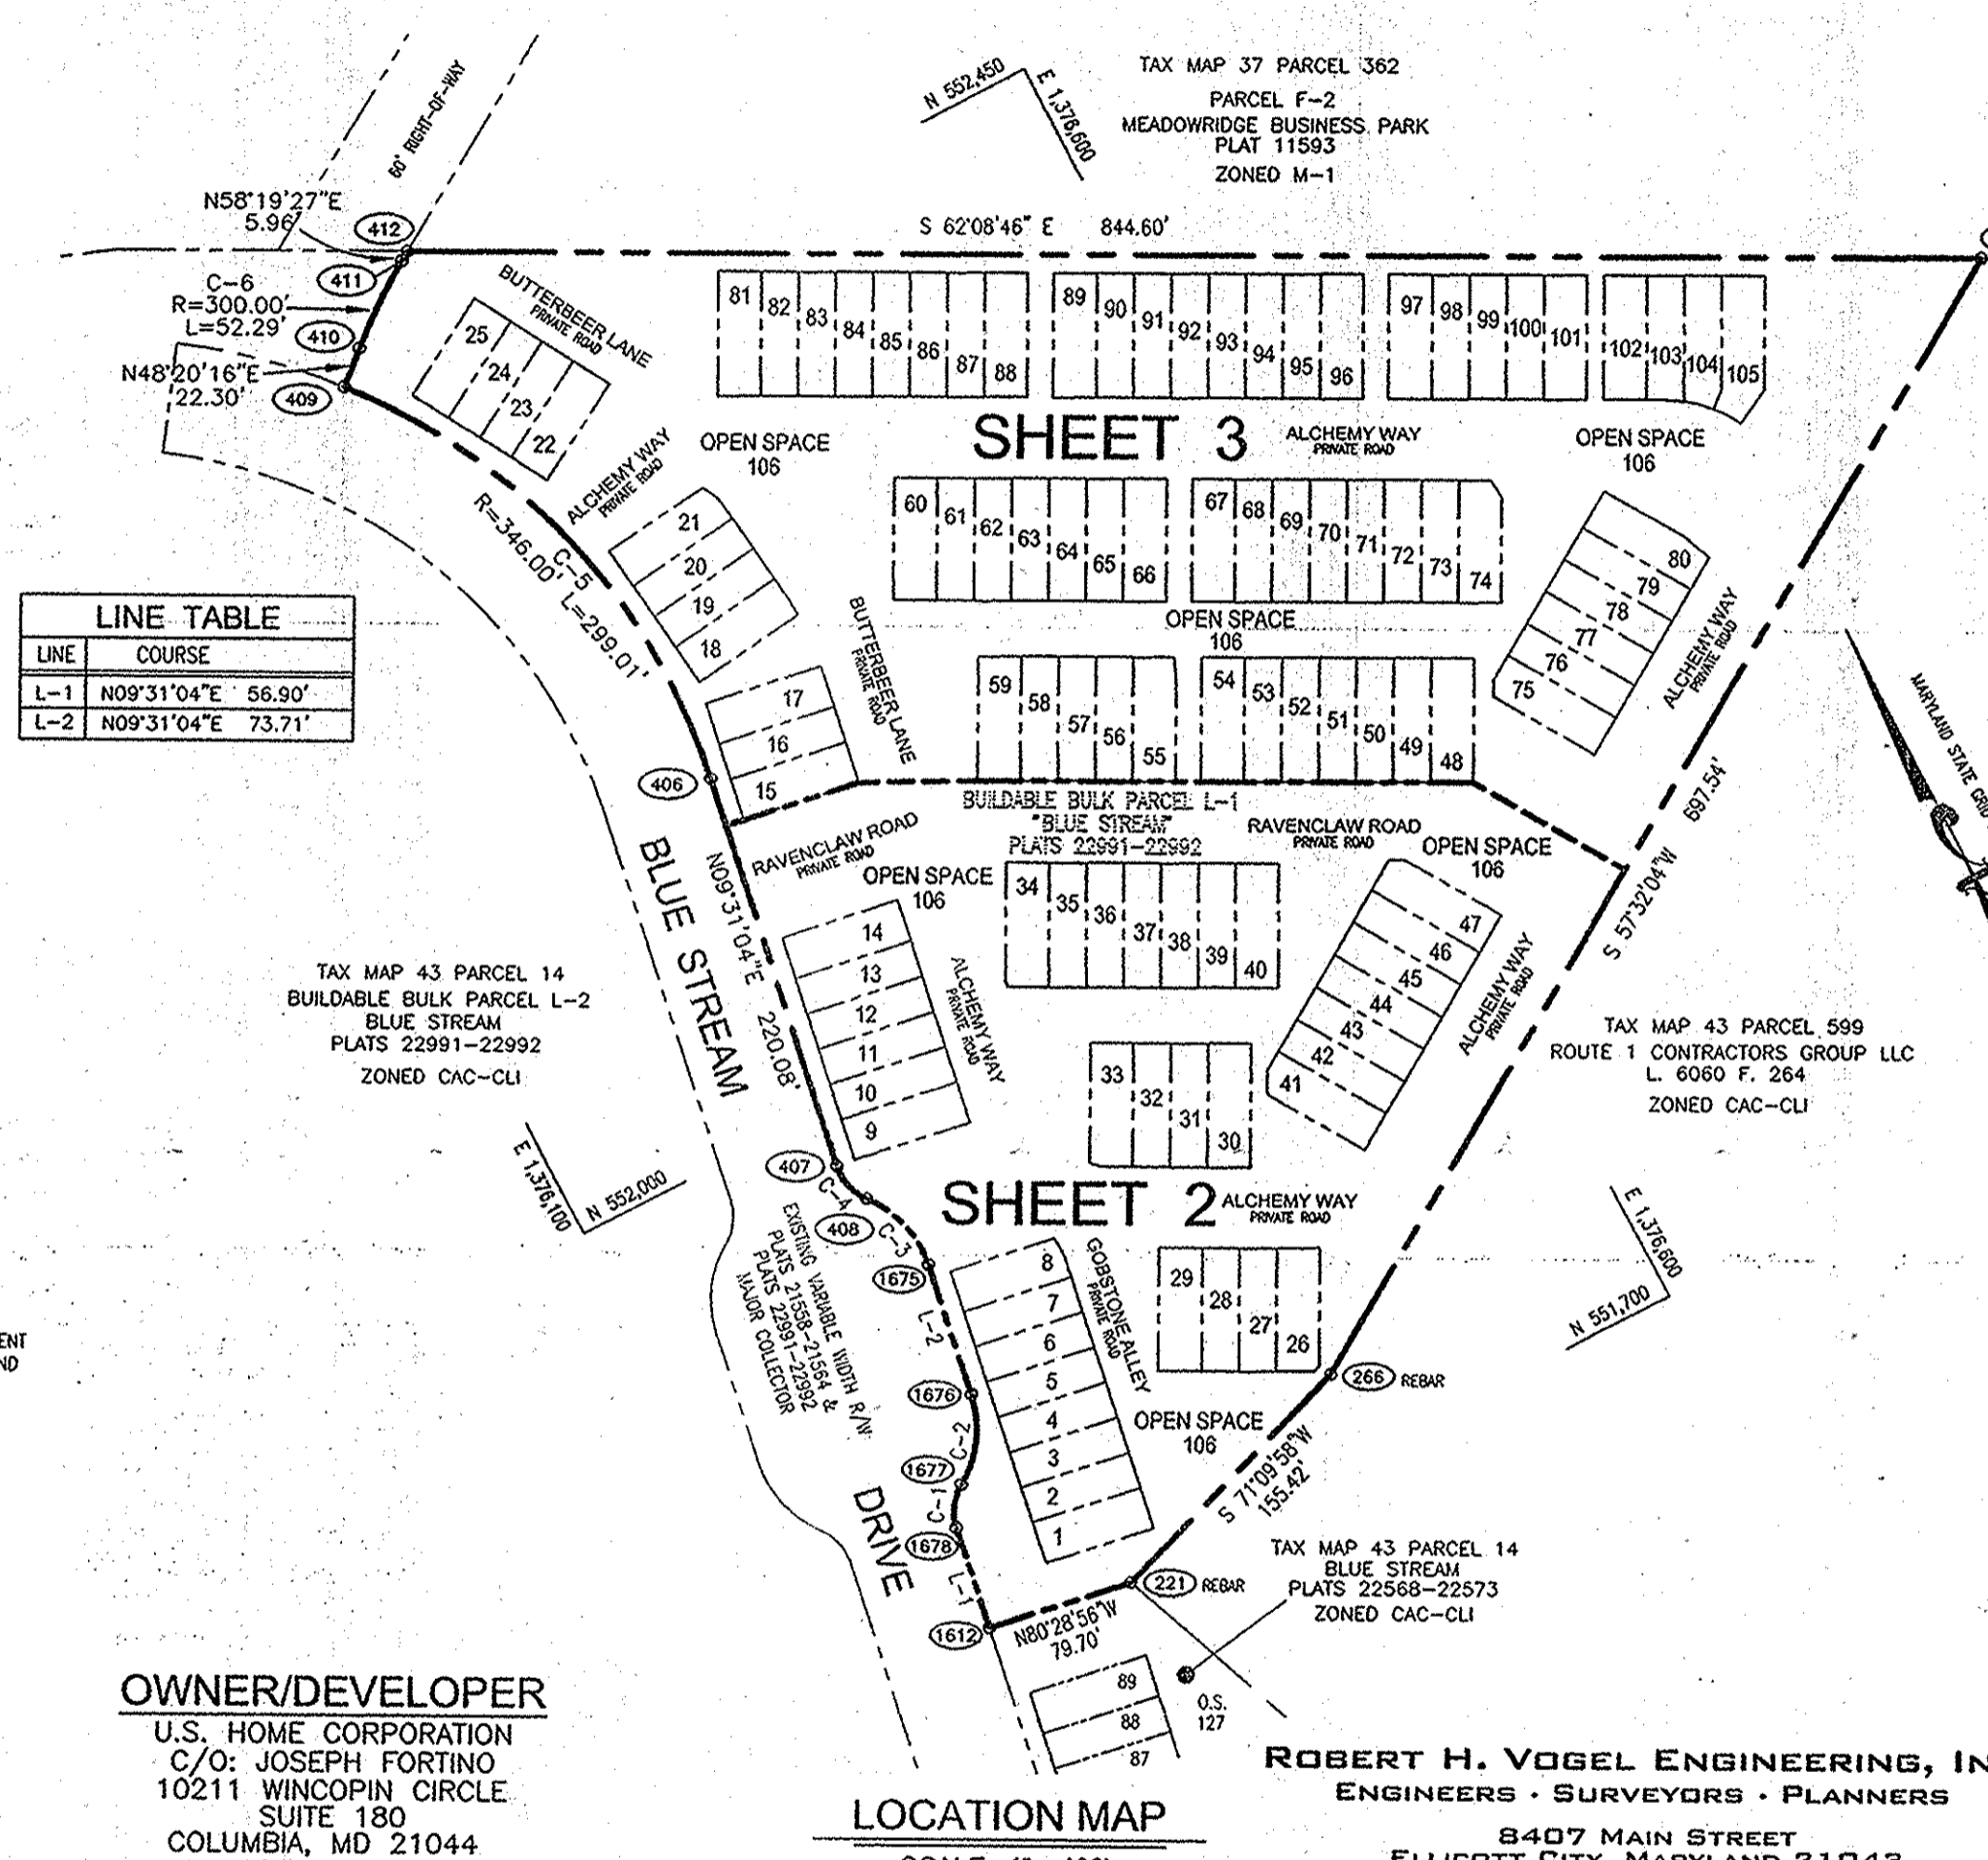 60' RIGHT-OF-WAY
N 552,450
E 1,376,600
TAX MAP 37 PARCEL 362
PARCEL F-2
MEADOWRIDGE BUSINESS PARK
PLAT 11593
ZONED M-1
N58°19'27"E
5.96'
412
S 62°08'46" E 844.60'
411
C-6
R=300.00'
L=52.29'
410
N48°20'16"E
22.30'
409
BUTTERBEER LANE
PRIVATE ROAD
25
24
23
22
81 82 83 84 85 86 87 88
89 90 91 92 93 94 95 96
97 98 99 100 101
102 103 104 105
SHEET 3
ALCHEMY WAY
PRIVATE ROAD
OPEN SPACE
106
OPEN SPACE
106
ALCHEMY WAY
PRIVATE ROAD
C-5
R=346.00' L=299.01'
21
20
19
18
60 61 62 63 64 65 66
67 68 69 70 71 72 73 74
80
79
78
77
76
75
ALCHEMY WAY
PRIVATE ROAD
OPEN SPACE
106
LINE TABLE
LINE COURSE
L-1 N09°31'04"E 56.90'
L-2 N09°31'04"E 73.71'
BUTTERBEER LANE
PRIVATE ROAD
17
16
15
59 58 57 56 55
54 53 52 51 50 49 48
MARYLAND STATE GRID
406
BUILDABLE BULK PARCEL L-1
"BLUE STREAM"
PLATS 22991-22992
RAVENCLAW ROAD
PRIVATE ROAD
RAVENCLAW ROAD
PRIVATE ROAD
OPEN SPACE
106
OPEN SPACE
106
S 57°32'04"W
697.54'
BLUE STREAM
DRIVE
N09°31'04"E 220.08'
14
13
12
11
10
9
ALCHEMY WAY
PRIVATE ROAD
34 35 36 37 38 39 40
47
46
45
44
43
42
41
ALCHEMY WAY
PRIVATE ROAD
TAX MAP 43 PARCEL 14
BUILDABLE BULK PARCEL L-2
BLUE STREAM
PLATS 22991-22992
ZONED CAC-CLI
TAX MAP 43 PARCEL 599
ROUTE 1 CONTRACTORS GROUP LLC
L. 6060 F. 264
ZONED CAC-CLI
33 32 31 30
E 1,376,100
N 552,000
407
C-4
408
C-3
1675
SHEET 2
ALCHEMY WAY
PRIVATE ROAD
EXISTING VARIABLE WIDTH R/W
PLATS 21558-21564 &
PLATS 22991-22992
MAJOR COLLECTOR
L-2
8
7
6
5
4
3
2
1
GOBSTONE ALLEY
PRIVATE ROAD
29 28 27 26
E 1,376,600
N 551,700
ENT
ND
1676
C-2
1677
C-1
1678
L-1
1612
266 REBAR
OPEN SPACE
106
S 71°09'58"W
155.42'
221 REBAR
N80°28'56"W
79.70'
TAX MAP 43 PARCEL 14
BLUE STREAM
PLATS 22568-22573
ZONED CAC-CLI
89
88
87
O.S.
127
OWNER/DEVELOPER
U.S. HOME CORPORATION
C/O: JOSEPH FORTINO
10211 WINCOPIN CIRCLE
SUITE 180
COLUMBIA, MD 21044
LOCATION MAP
ROBERT H. VOGEL ENGINEERING, IN
ENGINEERS · SURVEYORS · PLANNERS
8407 MAIN STREET
ELLICOTT CITY, MARYLAND 21043